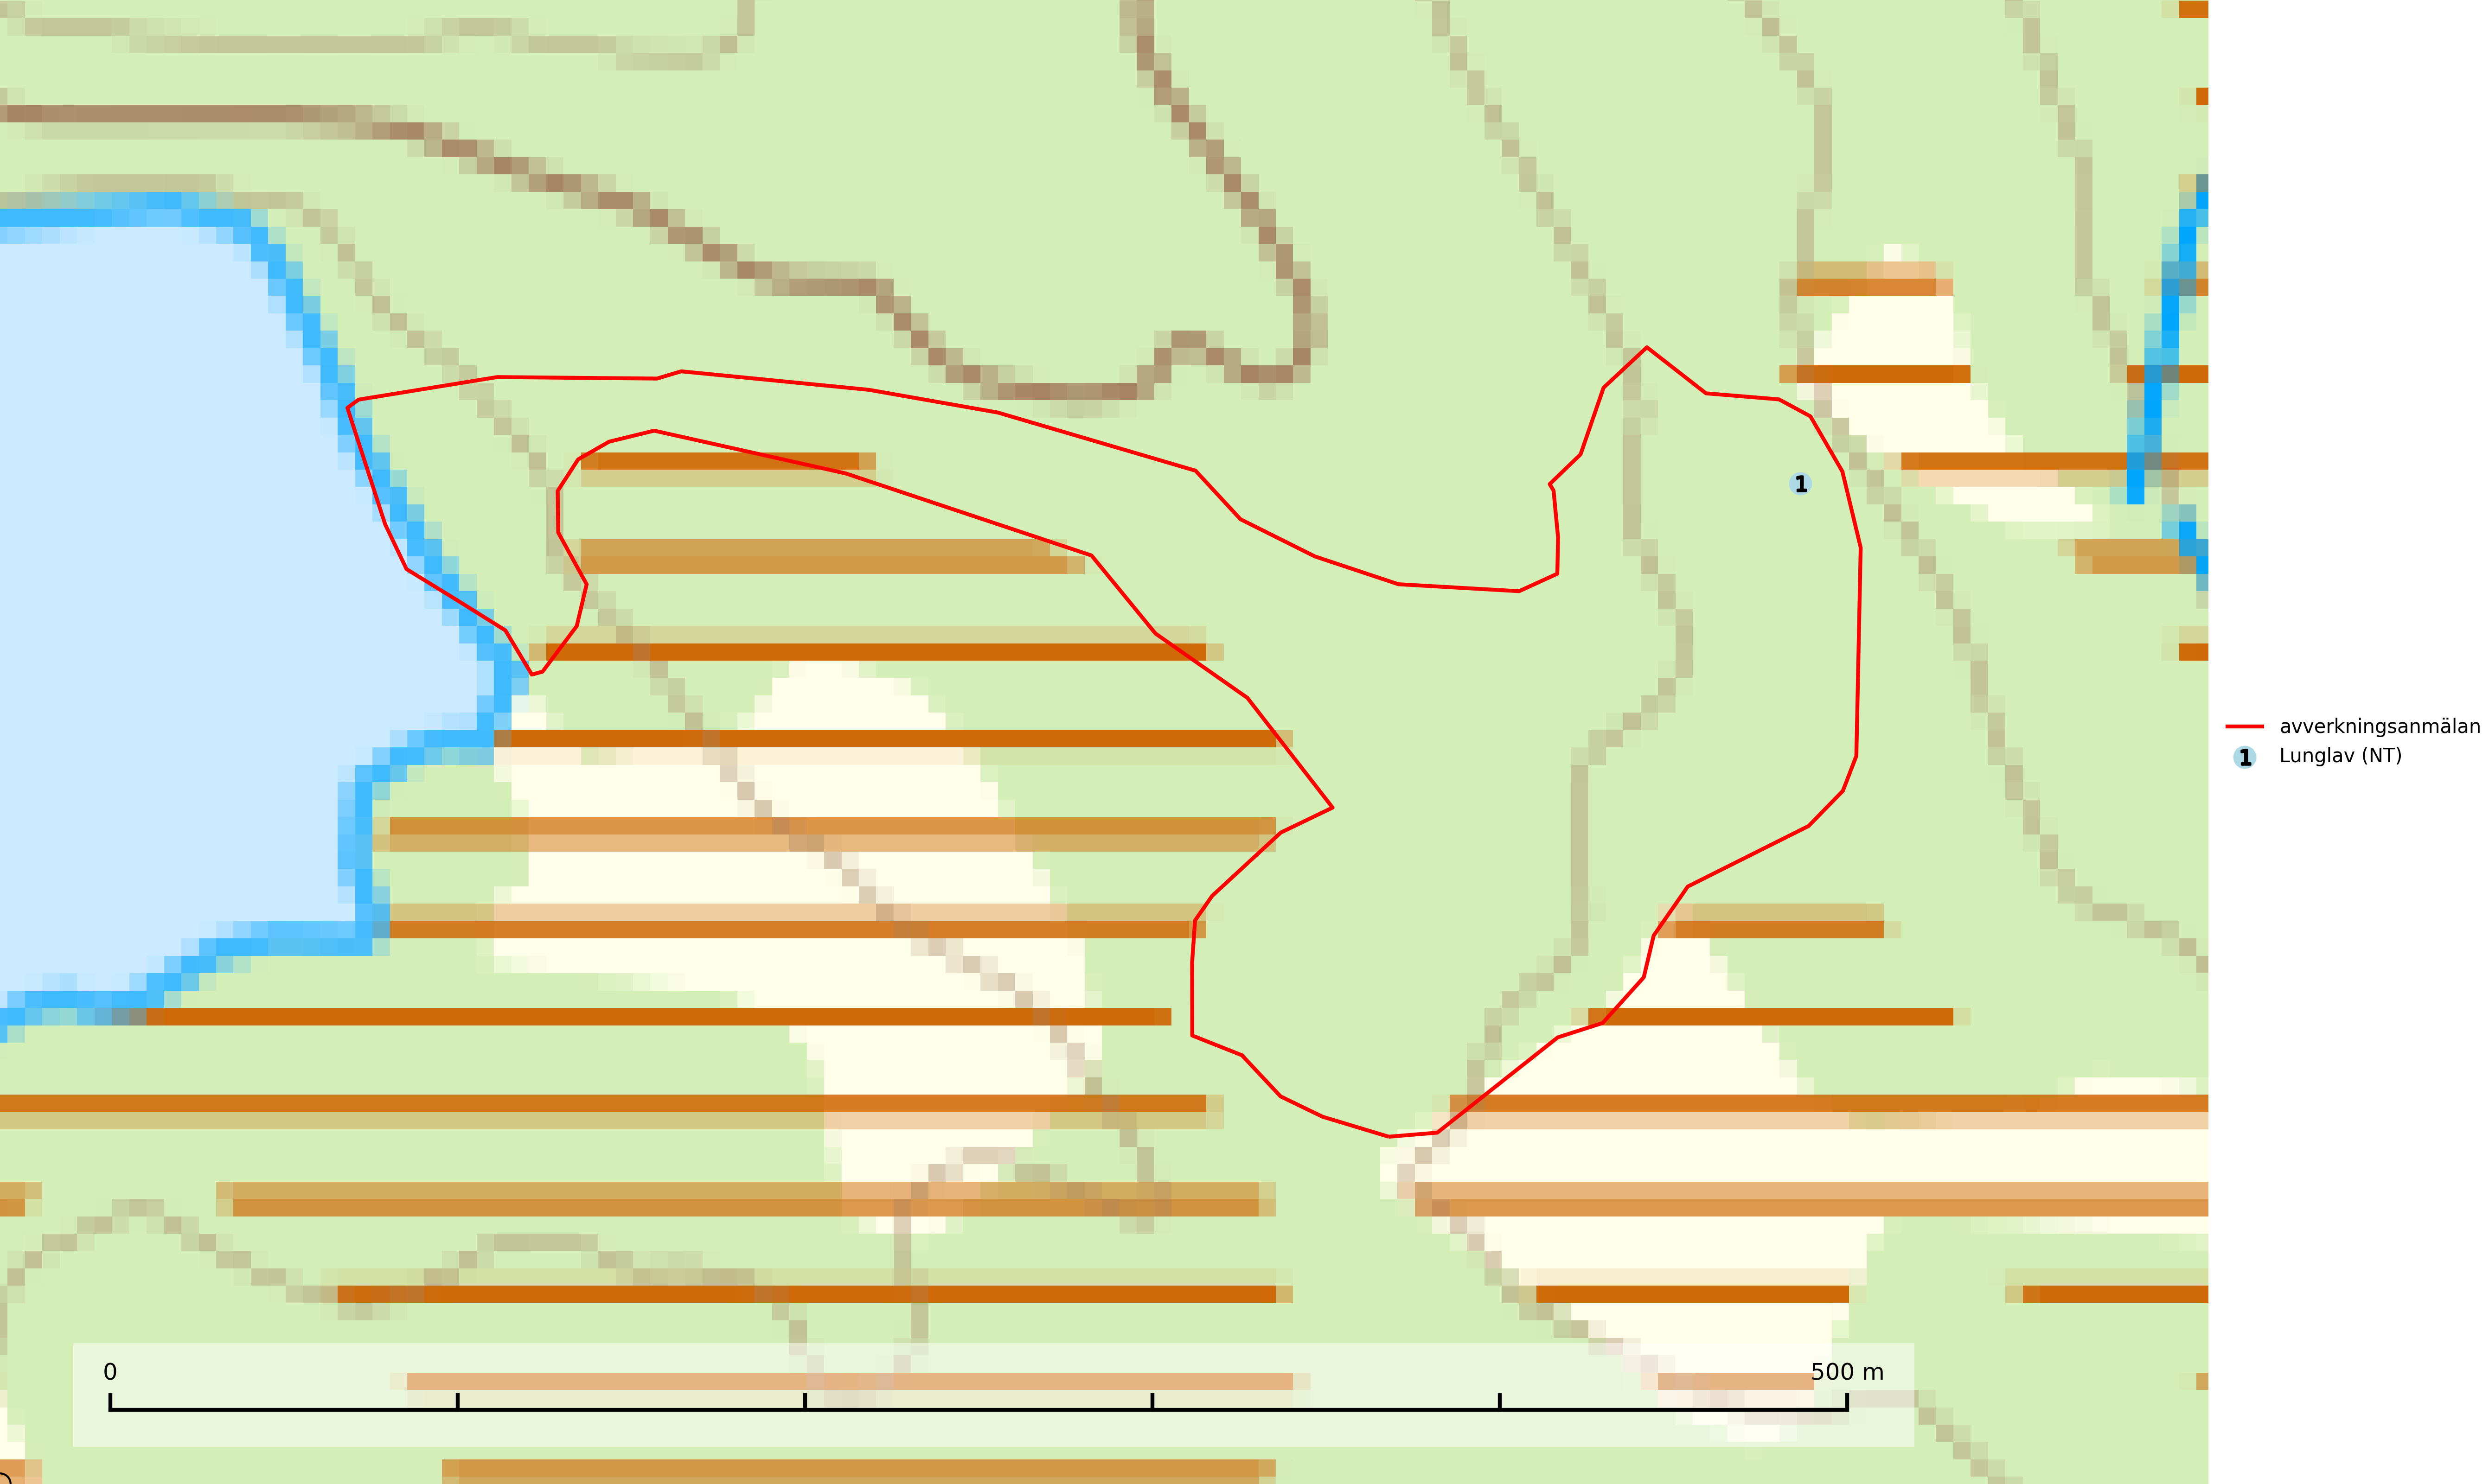 1
avverkningsanmälan
1 Lunglav (NT)
0 500 m